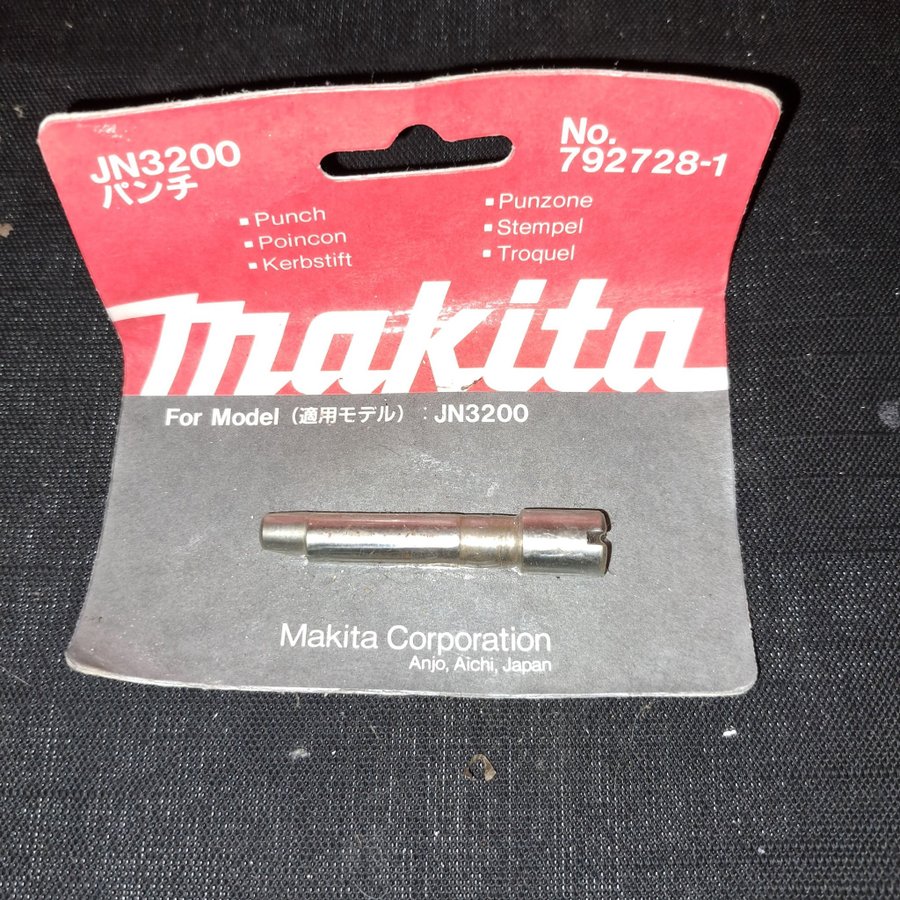 JN3200
パンチ
No.
792728-1
▪ Punch
▪ Poincon
▪ Kerbstift
▪ Punzone
▪ Stempel
▪ Troquel
makita
For Model (適用モデル) : JN3200
Makita Corporation
Anjo, Aichi, Japan